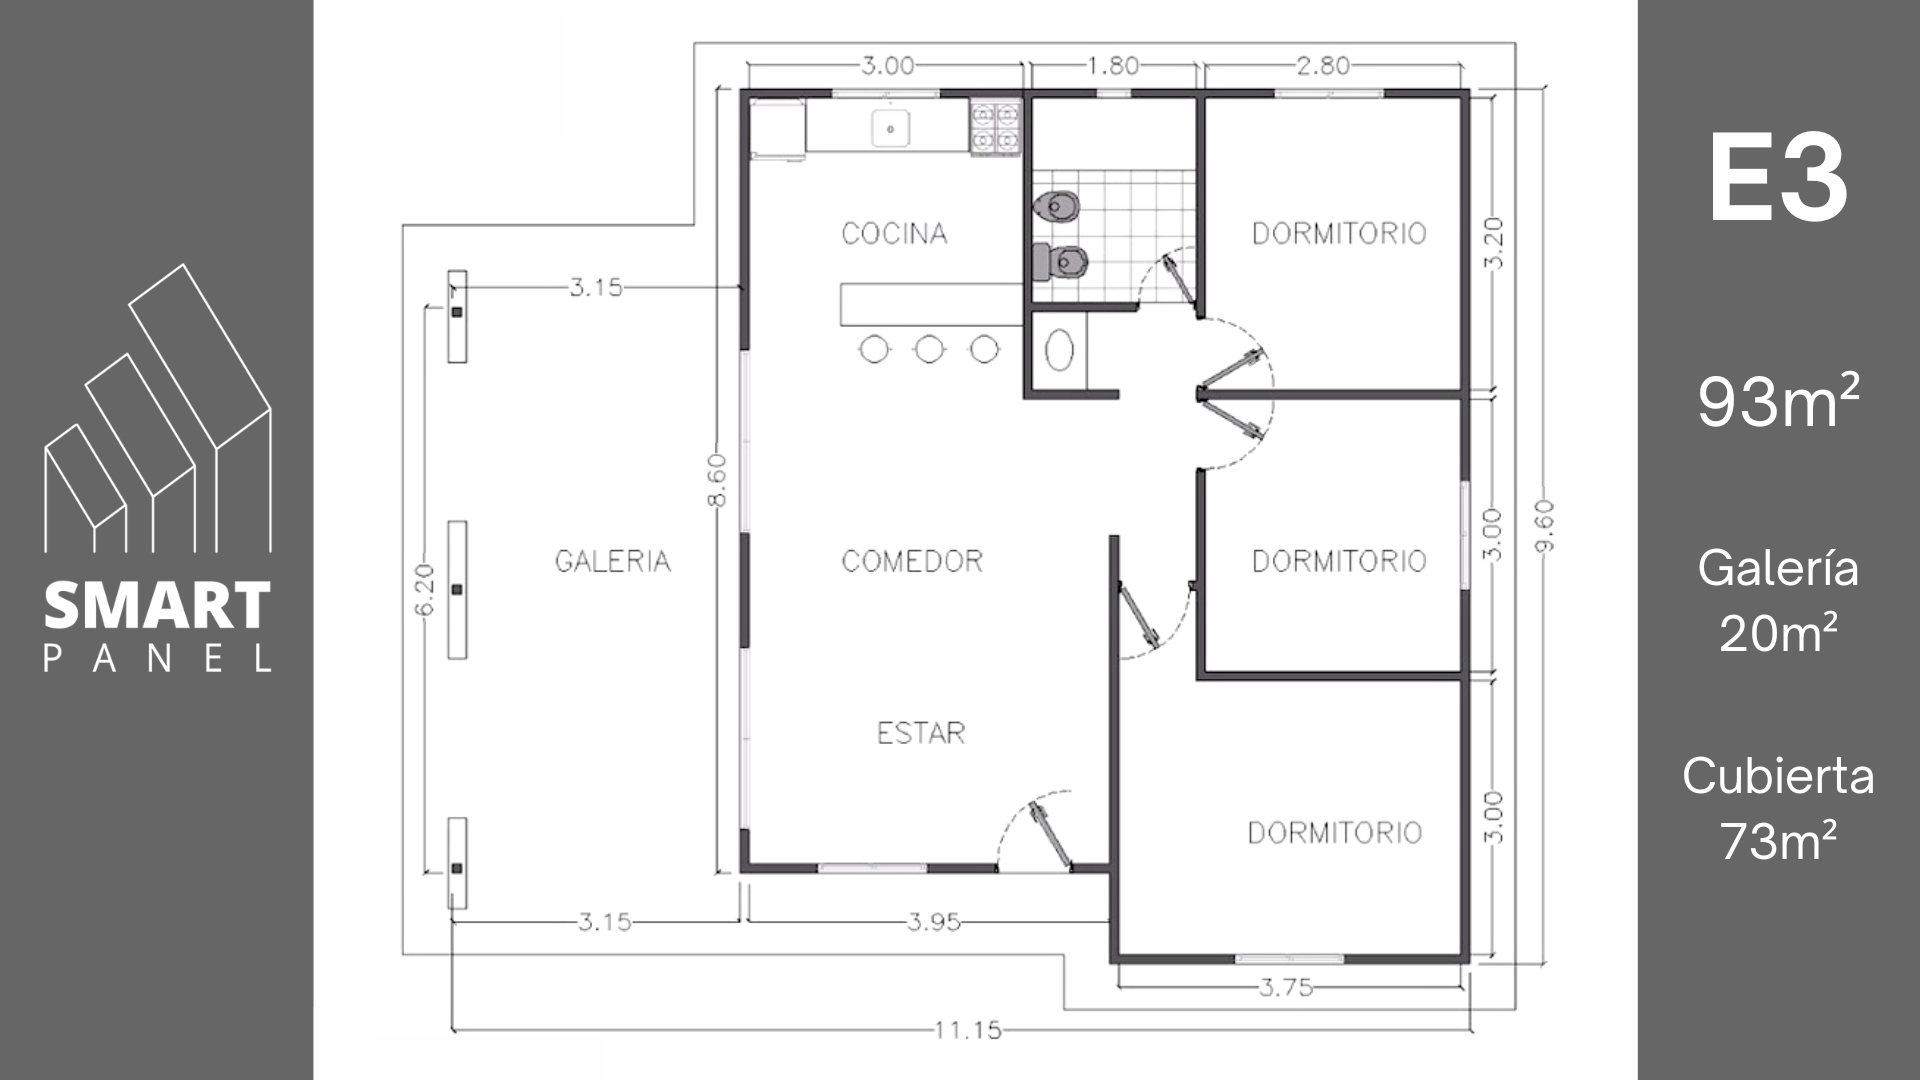 SMART
PANEL
3.00
1.80
2.80
COCINA
DORMITORIO
3.20
3.15
8.60
GALERIA
COMEDOR
DORMITORIO
3.00
9.60
6.20
ESTAR
DORMITORIO
3.00
3.15
3.95
3.75
11.15
E3
93m²
Galería
20m²
Cubierta
73m²